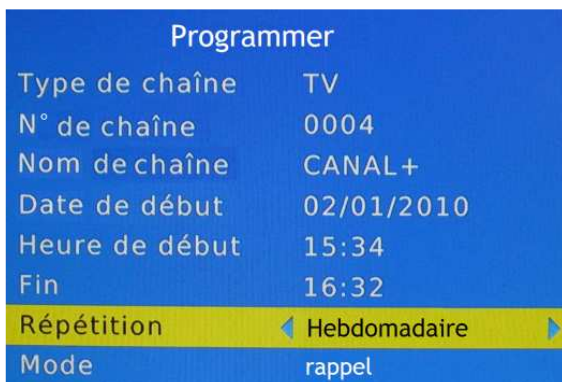 Programmer
Type de chaîne TV
N° de chaîne 0004
Nom de chaîne CANAL+
Date de début 02/01/2010
Heure de début 15:34
Fin 16:32
Répétition Hebdomadaire
Mode rappel